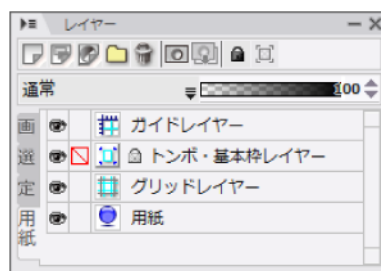 レイヤー
通常 100
画
選
定
用紙
ガイドレイヤー
トンボ・基本枠レイヤー
グリッドレイヤー
用紙